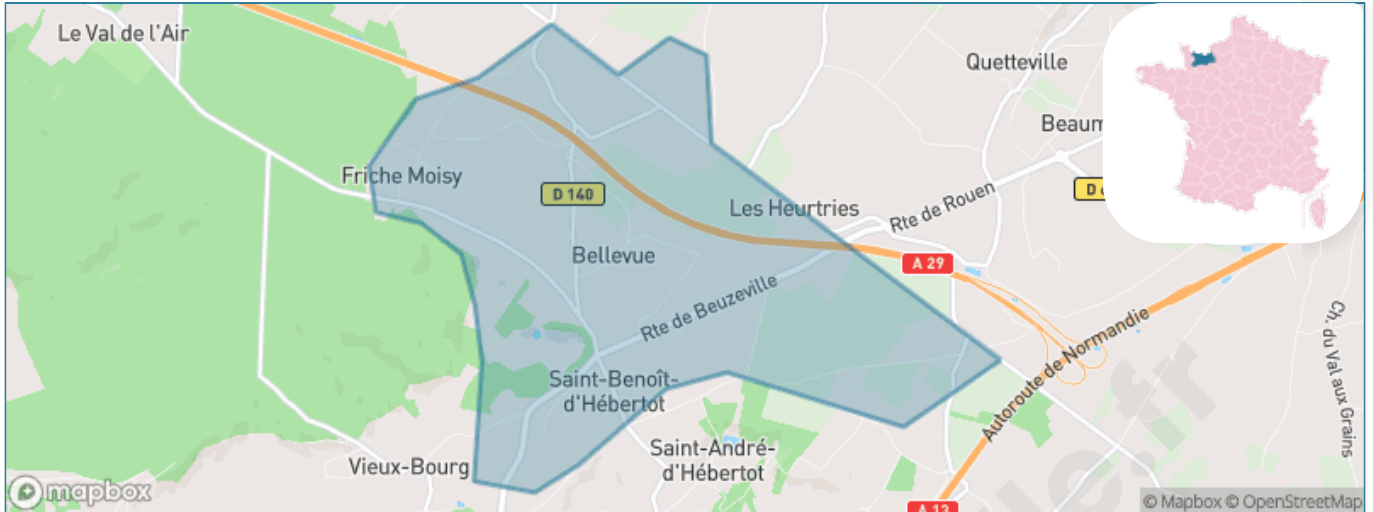 Le Val de l'Air
Quetteville
Beaum
Friche Moisy
D 140
Les Heurtries
Rte de Rouen
Bellevue
A 29
Rte de Beuzeville
Autoroute de Normandie
Ch. du Val aux Grains
Saint-Benoît-
d'Hébertot
Saint-André-
d'Hébertot
Vieux-Bourg
A 13
mapbox
© Mapbox © OpenStreetMap